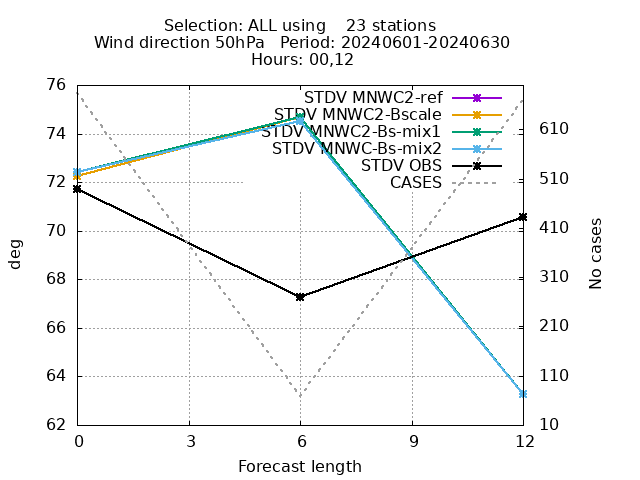 Selection: ALL using    23 stations
Wind direction 50hPa   Period: 20240601-20240630
Hours: 00,12
76
74
72
70
68
66
64
62
deg
STDV MNWC2-ref
STDV MNWC2-Bscale
STDV MNWC2-Bs-mix1
STDV MNWC-Bs-mix2
STDV OBS
CASES
610
510
410
310
210
110
10
No cases
0 3 6 9 12
Forecast length